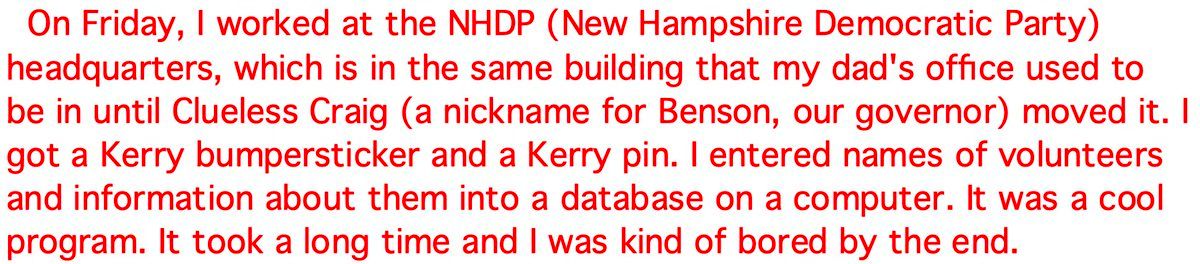 On Friday, I worked at the NHDP (New Hampshire Democratic Party)
headquarters, which is in the same building that my dad's office used to
be in until Clueless Craig (a nickname for Benson, our governor) moved it. I
got a Kerry bumpersticker and a Kerry pin. I entered names of volunteers
and information about them into a database on a computer. It was a cool
program. It took a long time and I was kind of bored by the end.